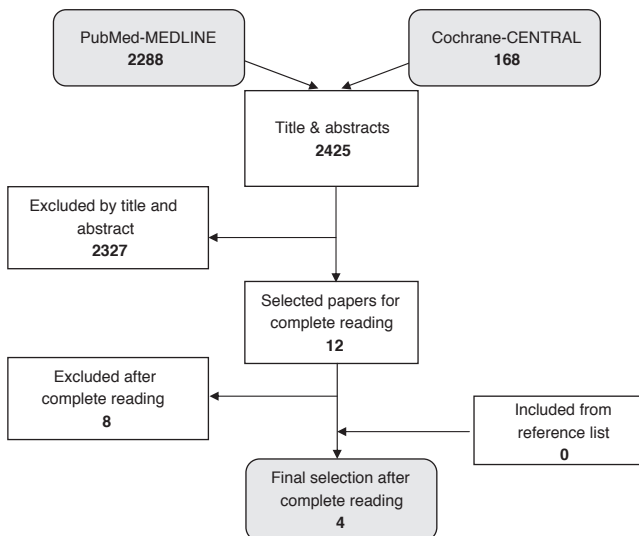 PubMed-MEDLINE
2288
Cochrane-CENTRAL
168
Title & abstracts
2425
Excluded by title and
abstract
2327
Selected papers for
complete reading
12
Excluded after
complete reading
8
Included from
reference list
0
Final selection after
complete reading
4